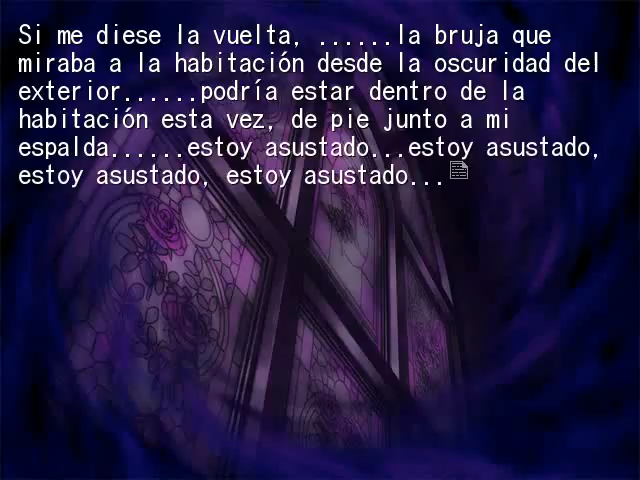 Si me diese la vuelta, ......la bruja que
miraba a la habitación desde la oscuridad del
exterior......podría estar dentro de la
habitación esta vez, de pie junto a mi
espalda......estoy asustado...estoy asustado,
estoy asustado, estoy asustado...